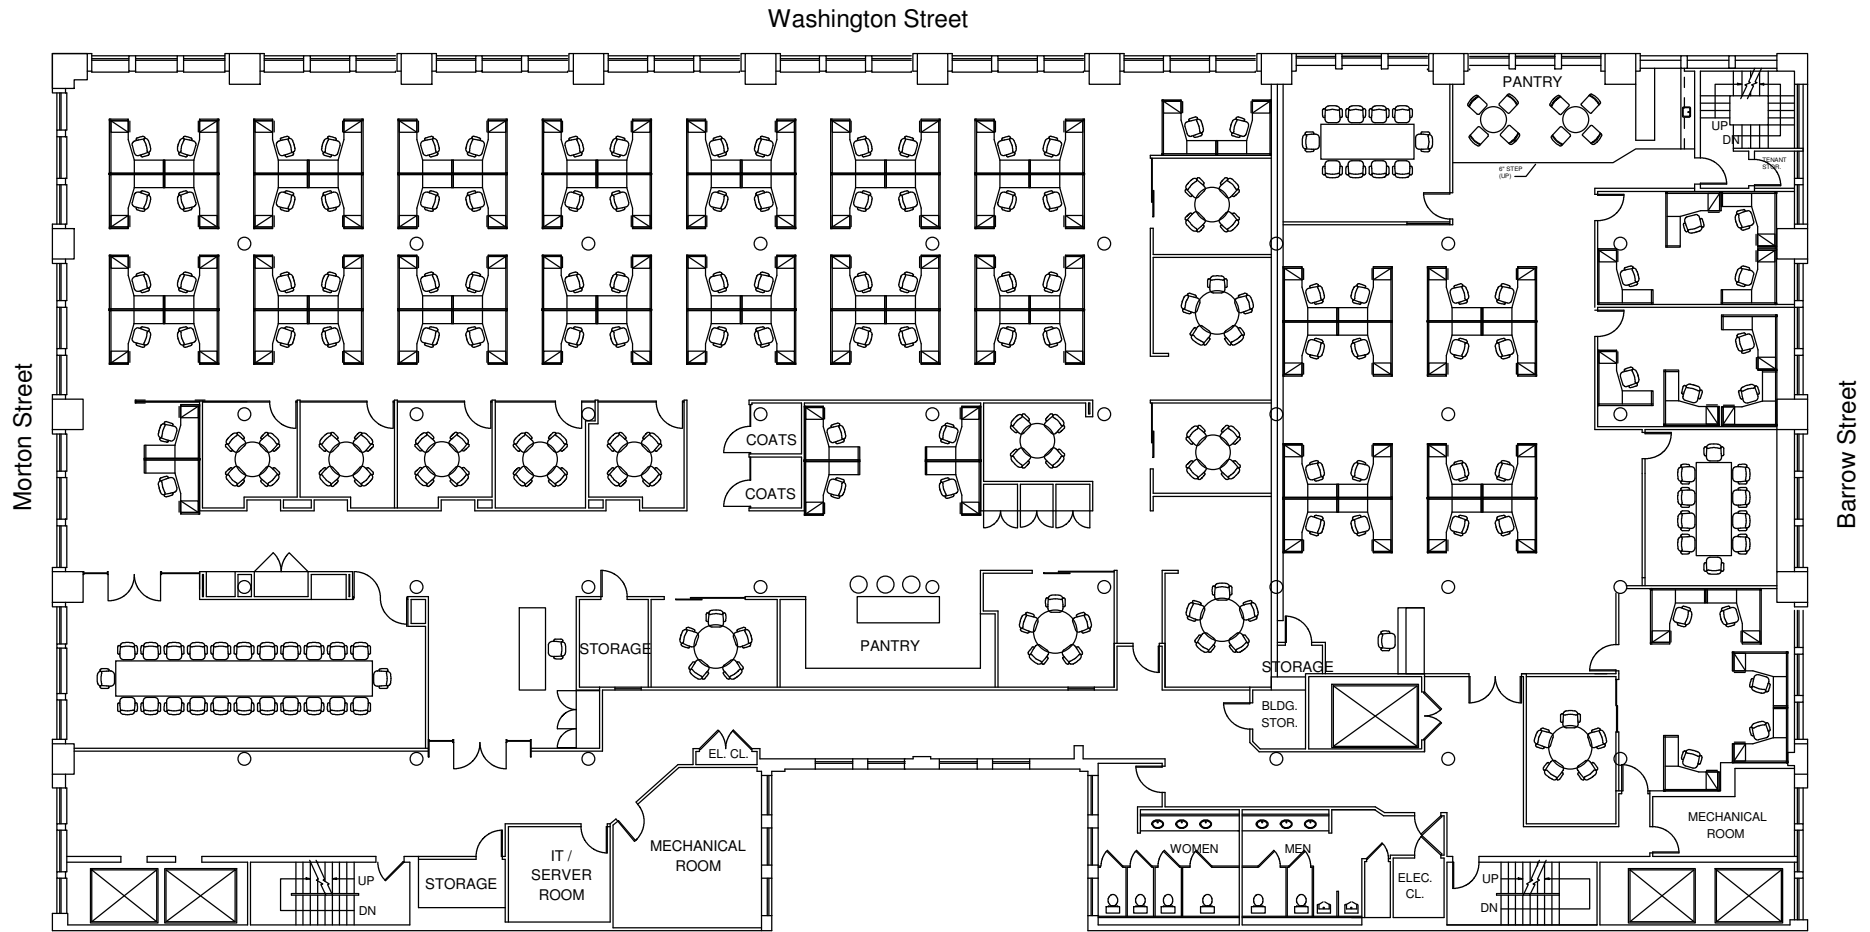 Washington Street
PANTRY
UP
DN
TENANT
STOR.
6" STEP
(UP)
Morton Street
Barrow Street
COATS
COATS
STORAGE
PANTRY
STORAGE
BLDG.
STOR.
EL. CL.
MECHANICAL
ROOM
MECHANICAL
ROOM
WOMEN
MEN
IT /
SERVER
ROOM
STORAGE
UP
DN
ELEC.
CL.
UP
DN